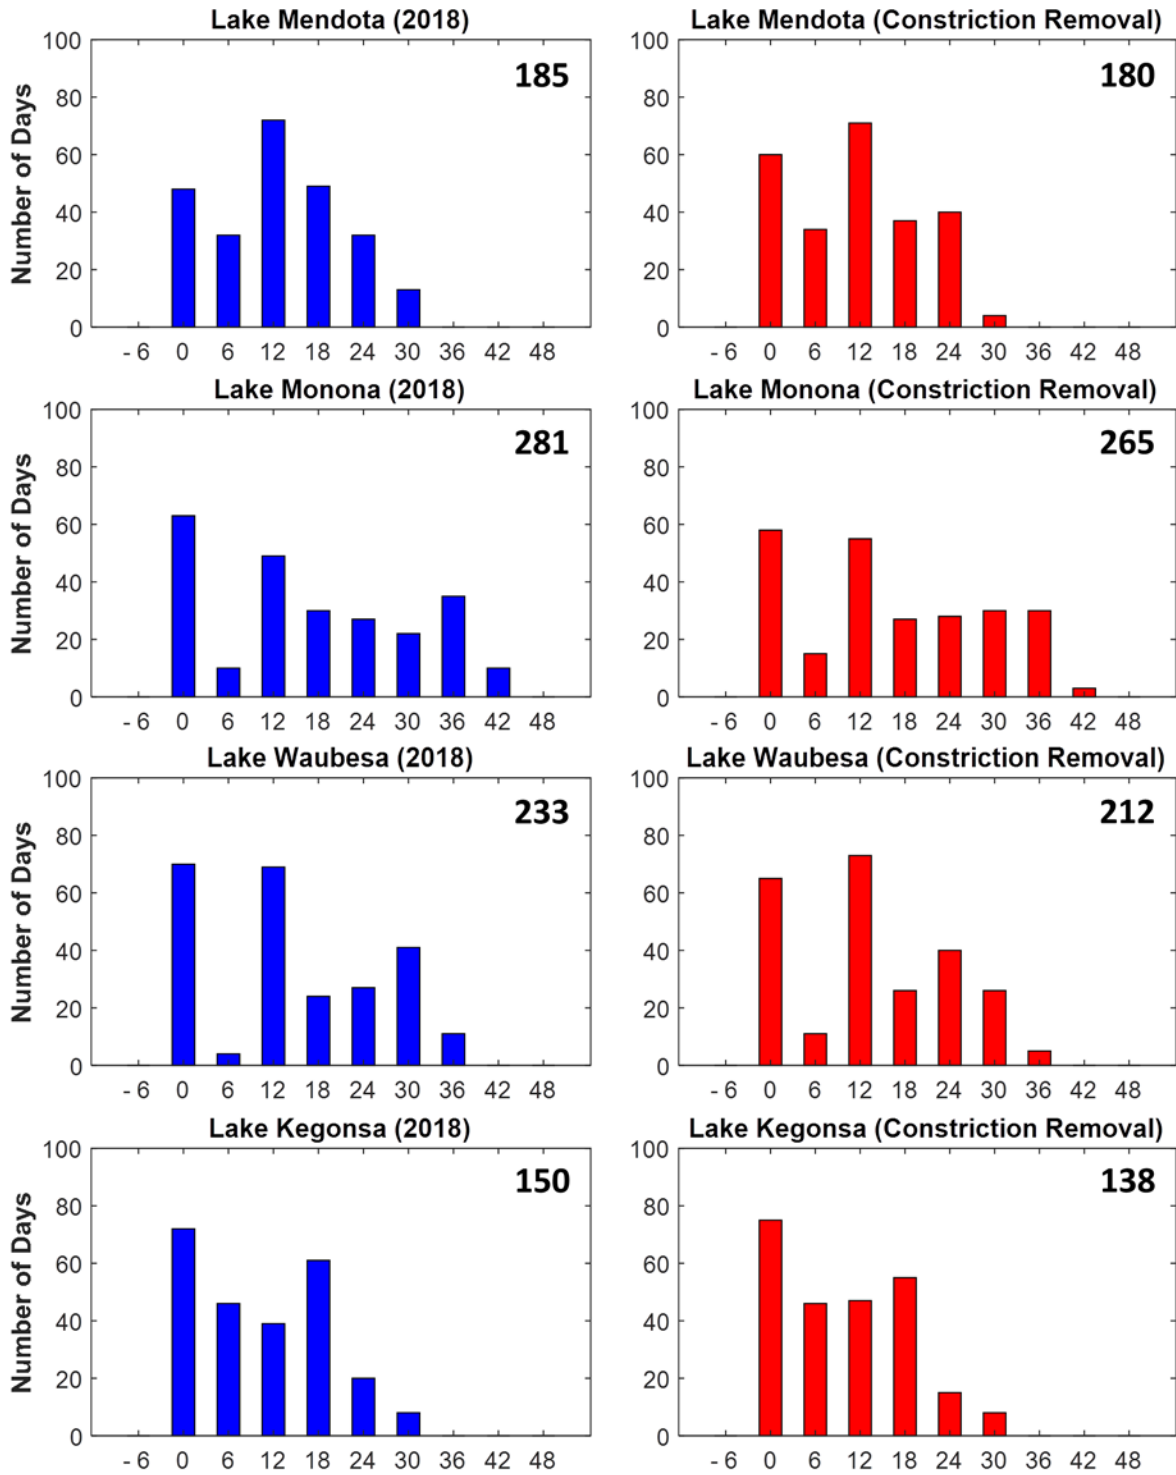 Lake Mendota (2018)
100
80
60
40
20
0
Number of Days
185
- 6 0 6 12 18 24 30 36 42 48
Lake Mendota (Constriction Removal)
100
80
60
40
20
0
180
- 6 0 6 12 18 24 30 36 42 48
Lake Monona (2018)
100
80
60
40
20
0
Number of Days
281
- 6 0 6 12 18 24 30 36 42 48
Lake Monona (Constriction Removal)
100
80
60
40
20
0
265
- 6 0 6 12 18 24 30 36 42 48
Lake Waubesa (2018)
100
80
60
40
20
0
Number of Days
233
- 6 0 6 12 18 24 30 36 42 48
Lake Waubesa (Constriction Removal)
100
80
60
40
20
0
212
- 6 0 6 12 18 24 30 36 42 48
Lake Kegonsa (2018)
100
80
60
40
20
0
Number of Days
150
- 6 0 6 12 18 24 30 36 42 48
Lake Kegonsa (Constriction Removal)
100
80
60
40
20
0
138
- 6 0 6 12 18 24 30 36 42 48